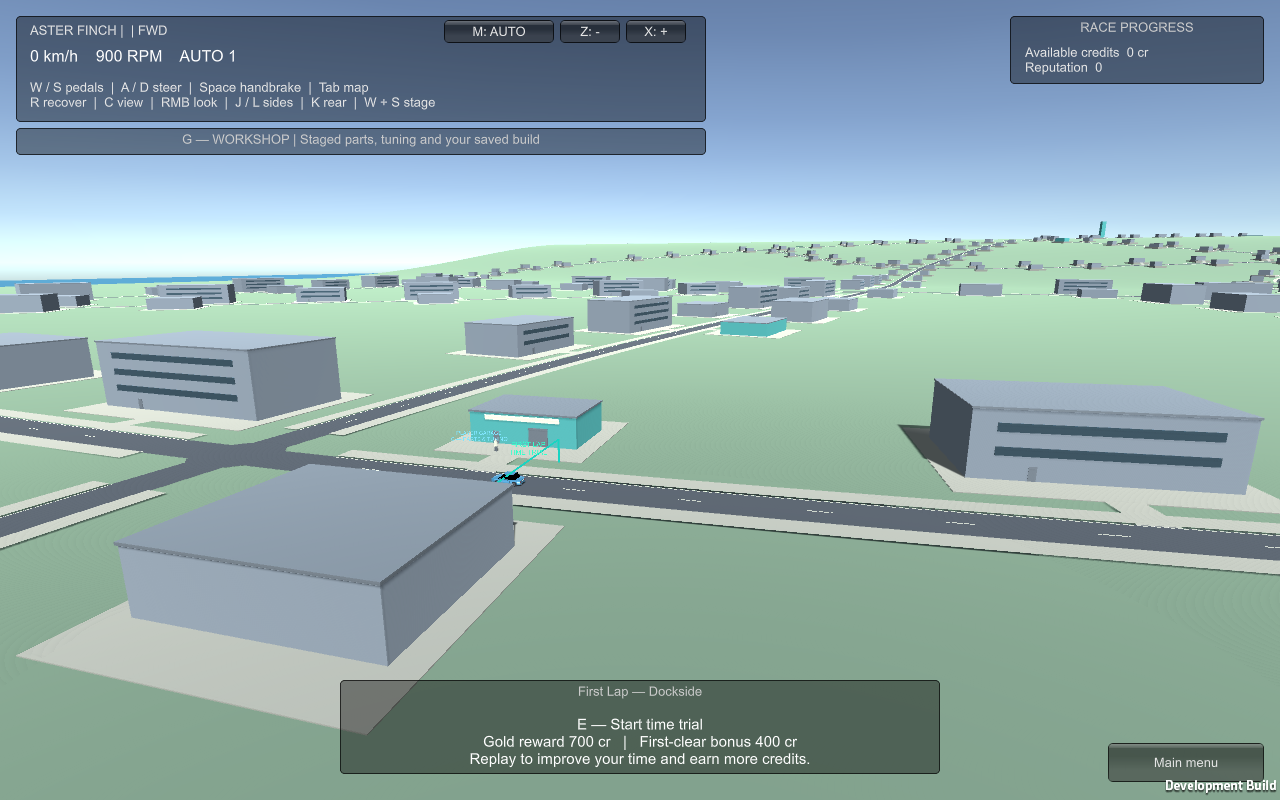 ASTER FINCH | | FWD
M: AUTO
Z: -
X: +
0 km/h 900 RPM AUTO 1
W / S pedals | A / D steer | Space handbrake | Tab map
R recover | C view | RMB look | J / L sides | K rear | W + S stage
G — WORKSHOP | Staged parts, tuning and your saved build
RACE PROGRESS
Available credits 0 cr
Reputation 0
First Lap — Dockside
E — Start time trial
Gold reward 700 cr | First-clear bonus 400 cr
Replay to improve your time and earn more credits.
Main menu
Development Build